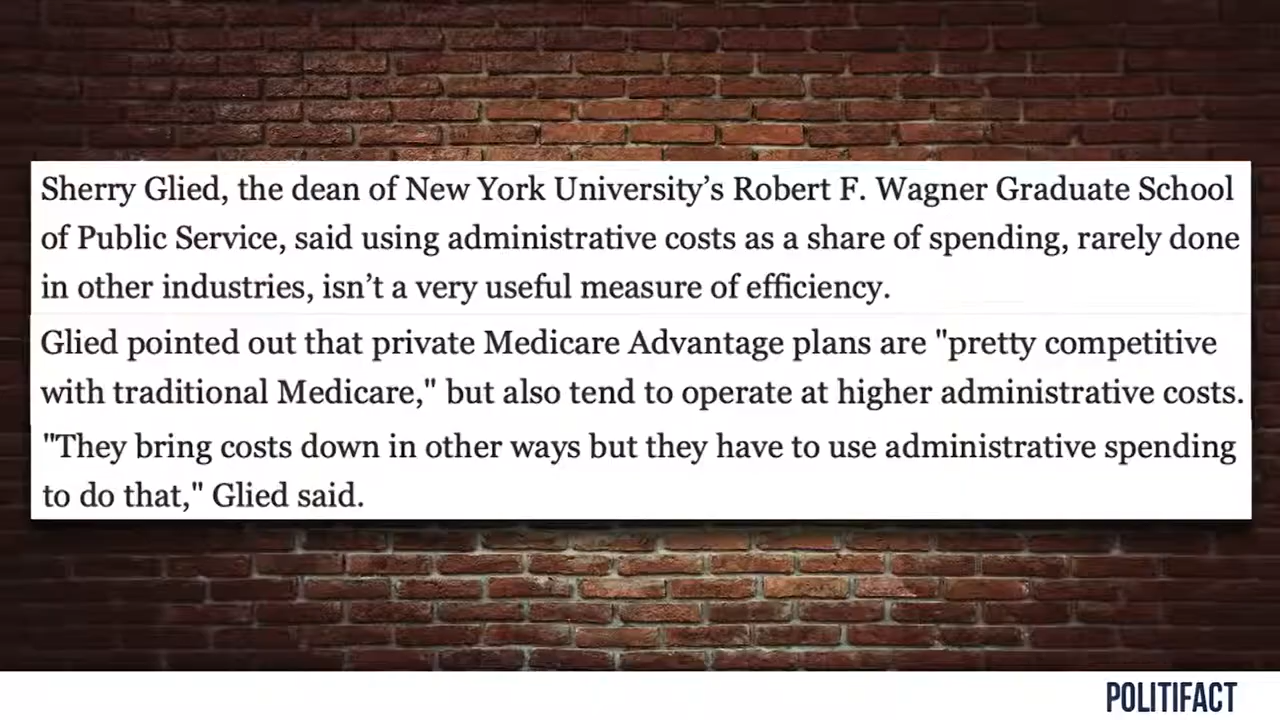 Sherry Glied, the dean of New York University’s Robert F. Wagner Graduate School
of Public Service, said using administrative costs as a share of spending, rarely done
in other industries, isn’t a very useful measure of efficiency.
Glied pointed out that private Medicare Advantage plans are "pretty competitive
with traditional Medicare," but also tend to operate at higher administrative costs.
"They bring costs down in other ways but they have to use administrative spending
to do that," Glied said.
POLITIFACT